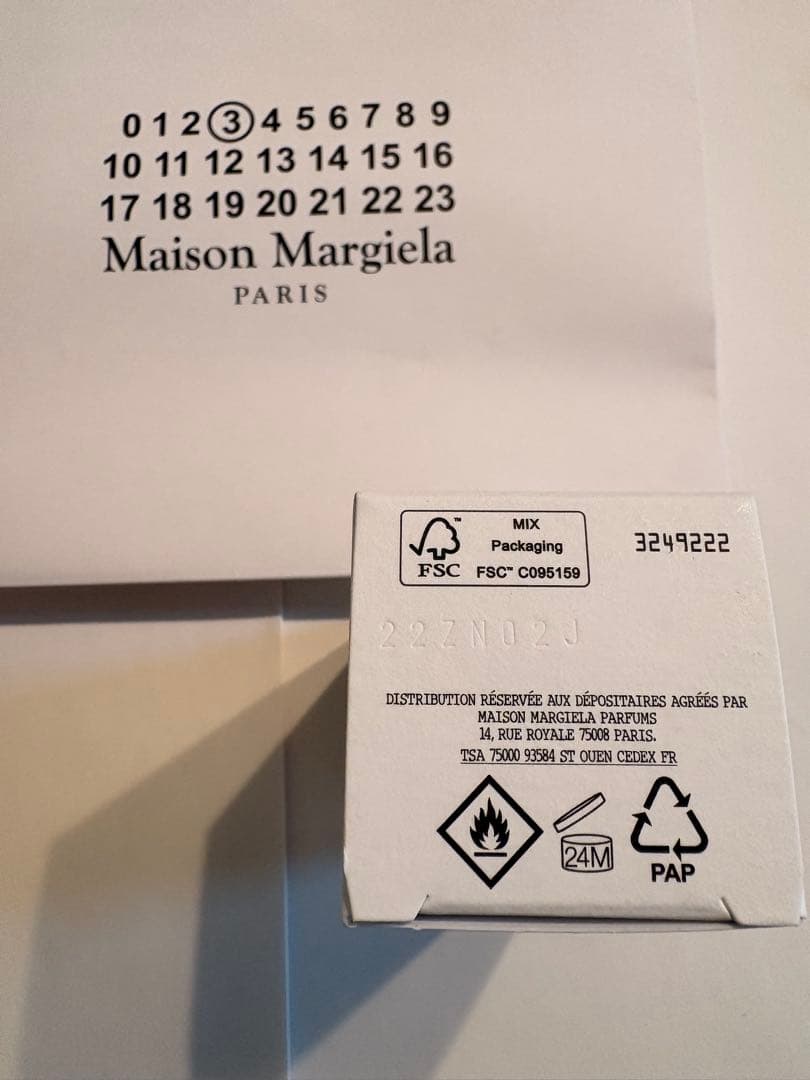 0 1 2 3 4 5 6 7 8 9
10 11 12 13 14 15 16
17 18 19 20 21 22 23
Maison Margiela
PARIS
FSC™
MIX
Packaging
FSC™ C095159
3249222
22ZN02J
DISTRIBUTION RÉSERVÉE AUX DÉPOSITAIRES AGRÉÉS PAR
MAISON MARGIELA PARFUMS
14, RUE ROYALE 75008 PARIS.
TSA 75000 93584 ST OUEN CEDEX FR
24M
PAP